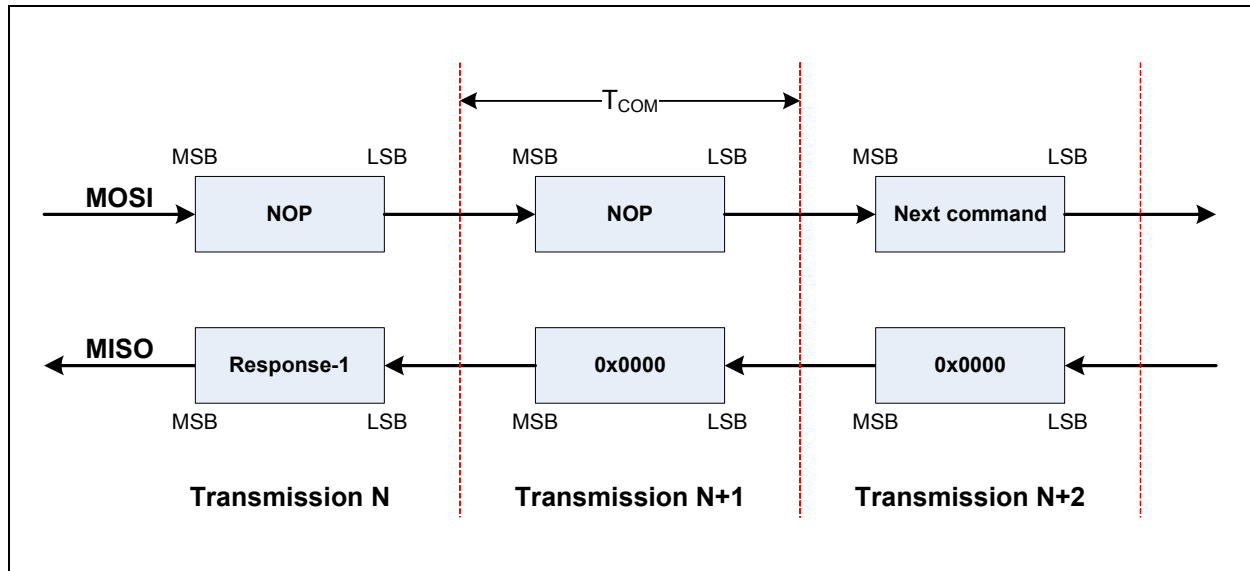 T_COM
MSB LSB MSB LSB MSB LSB
MOSI NOP NOP Next command
MISO Response-1 0x0000 0x0000
MSB LSB MSB LSB MSB LSB
Transmission N Transmission N+1 Transmission N+2